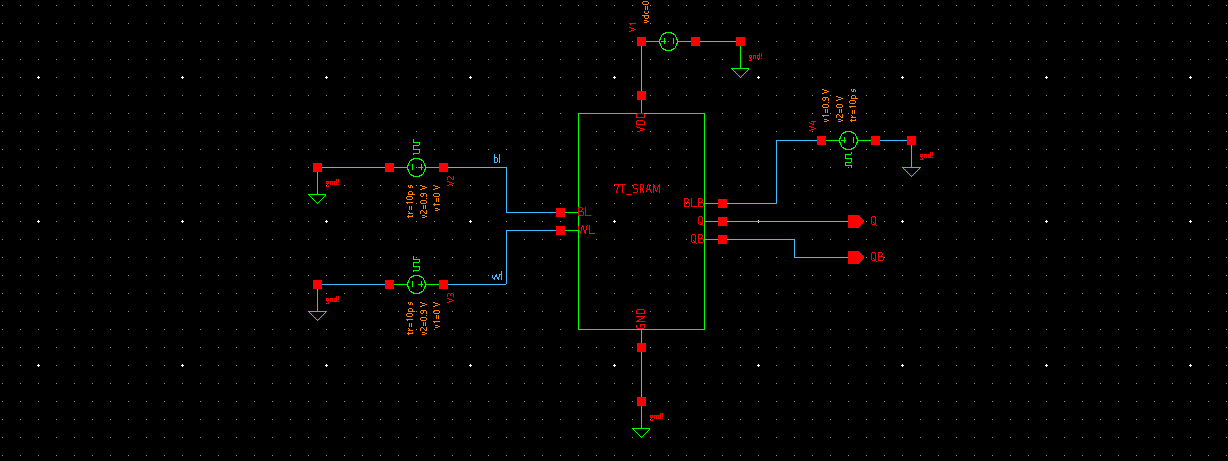 V1
gnd!
VDD
v1=0.9 V
v2=0 V
tr=10p s
V4
gnd!
bl
V2
gnd!
tr=10p s
v2=0.9 V
v1=0 V
7T_SRAM
BL
WL
BLB
Q
QB
Q
QB
wl
V3
gnd!
tr=10p s
v2=0.9 V
v1=0 V
GND
gnd!